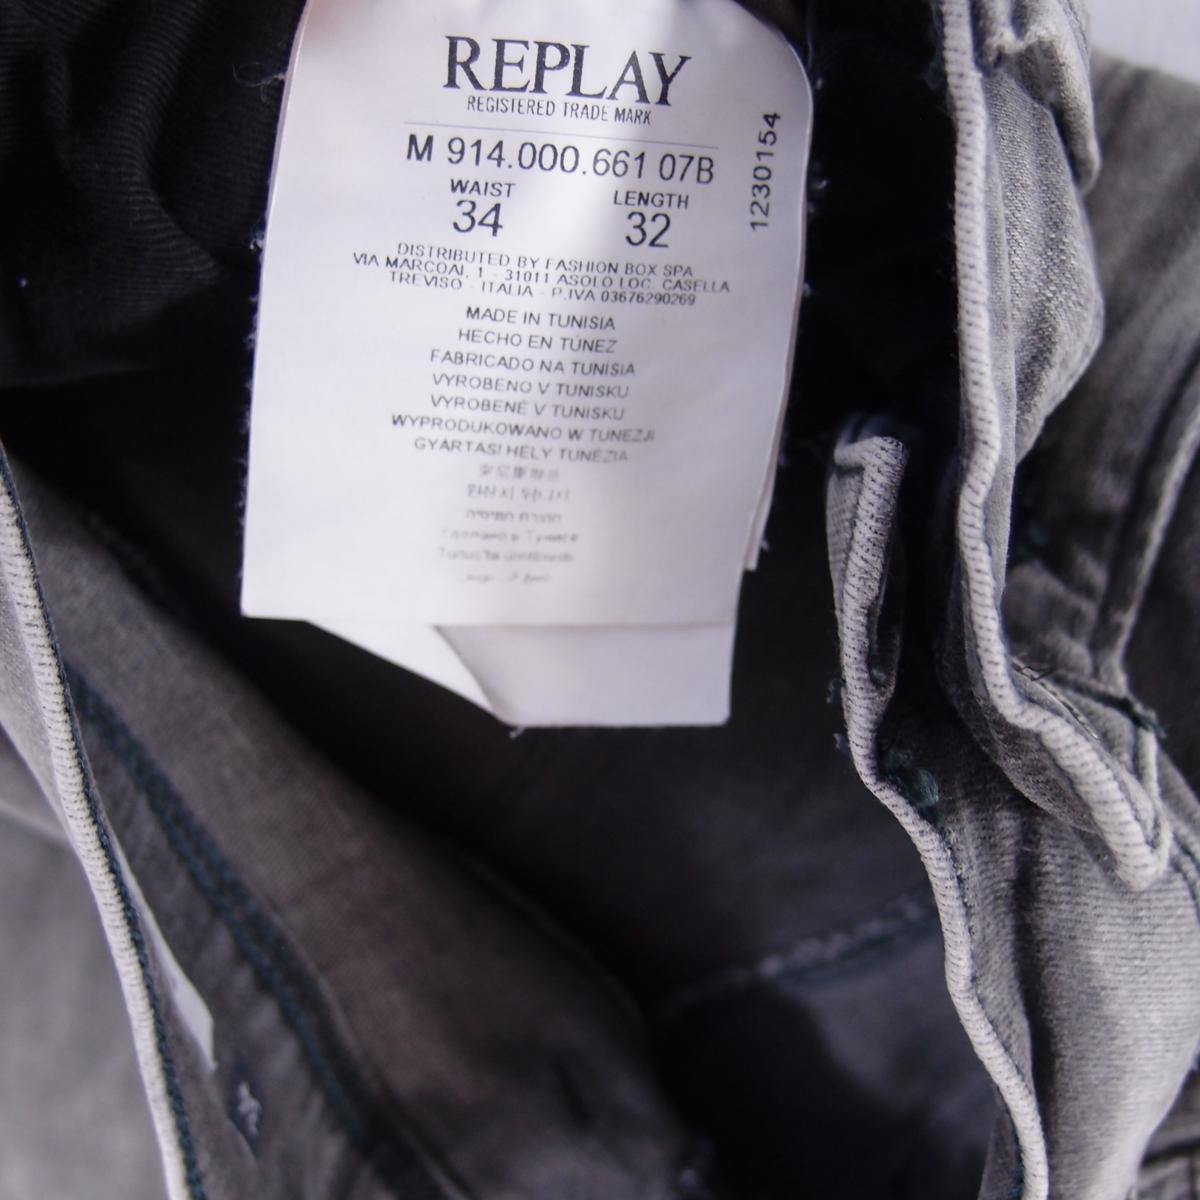 REPLAY
REGISTERED TRADE MARK
M 914.000.661 07B
WAIST LENGTH
34 32
1230154
DISTRIBUTED BY FASHION BOX SPA
VIA MARCOAI, 1 - 31011 ASOLO LOC. CASELLA
TREVISO - ITALIA - P.IVA 03676290269
MADE IN TUNISIA
HECHO EN TÚNEZ
FABRICADO NA TUNÍSIA
VYROBENO V TUNISKU
VYROBENÉ V TUNISKU
WYPRODUKOWANO W TUNEZJI
GYÁRTÁSI HELY TUNÉZIA